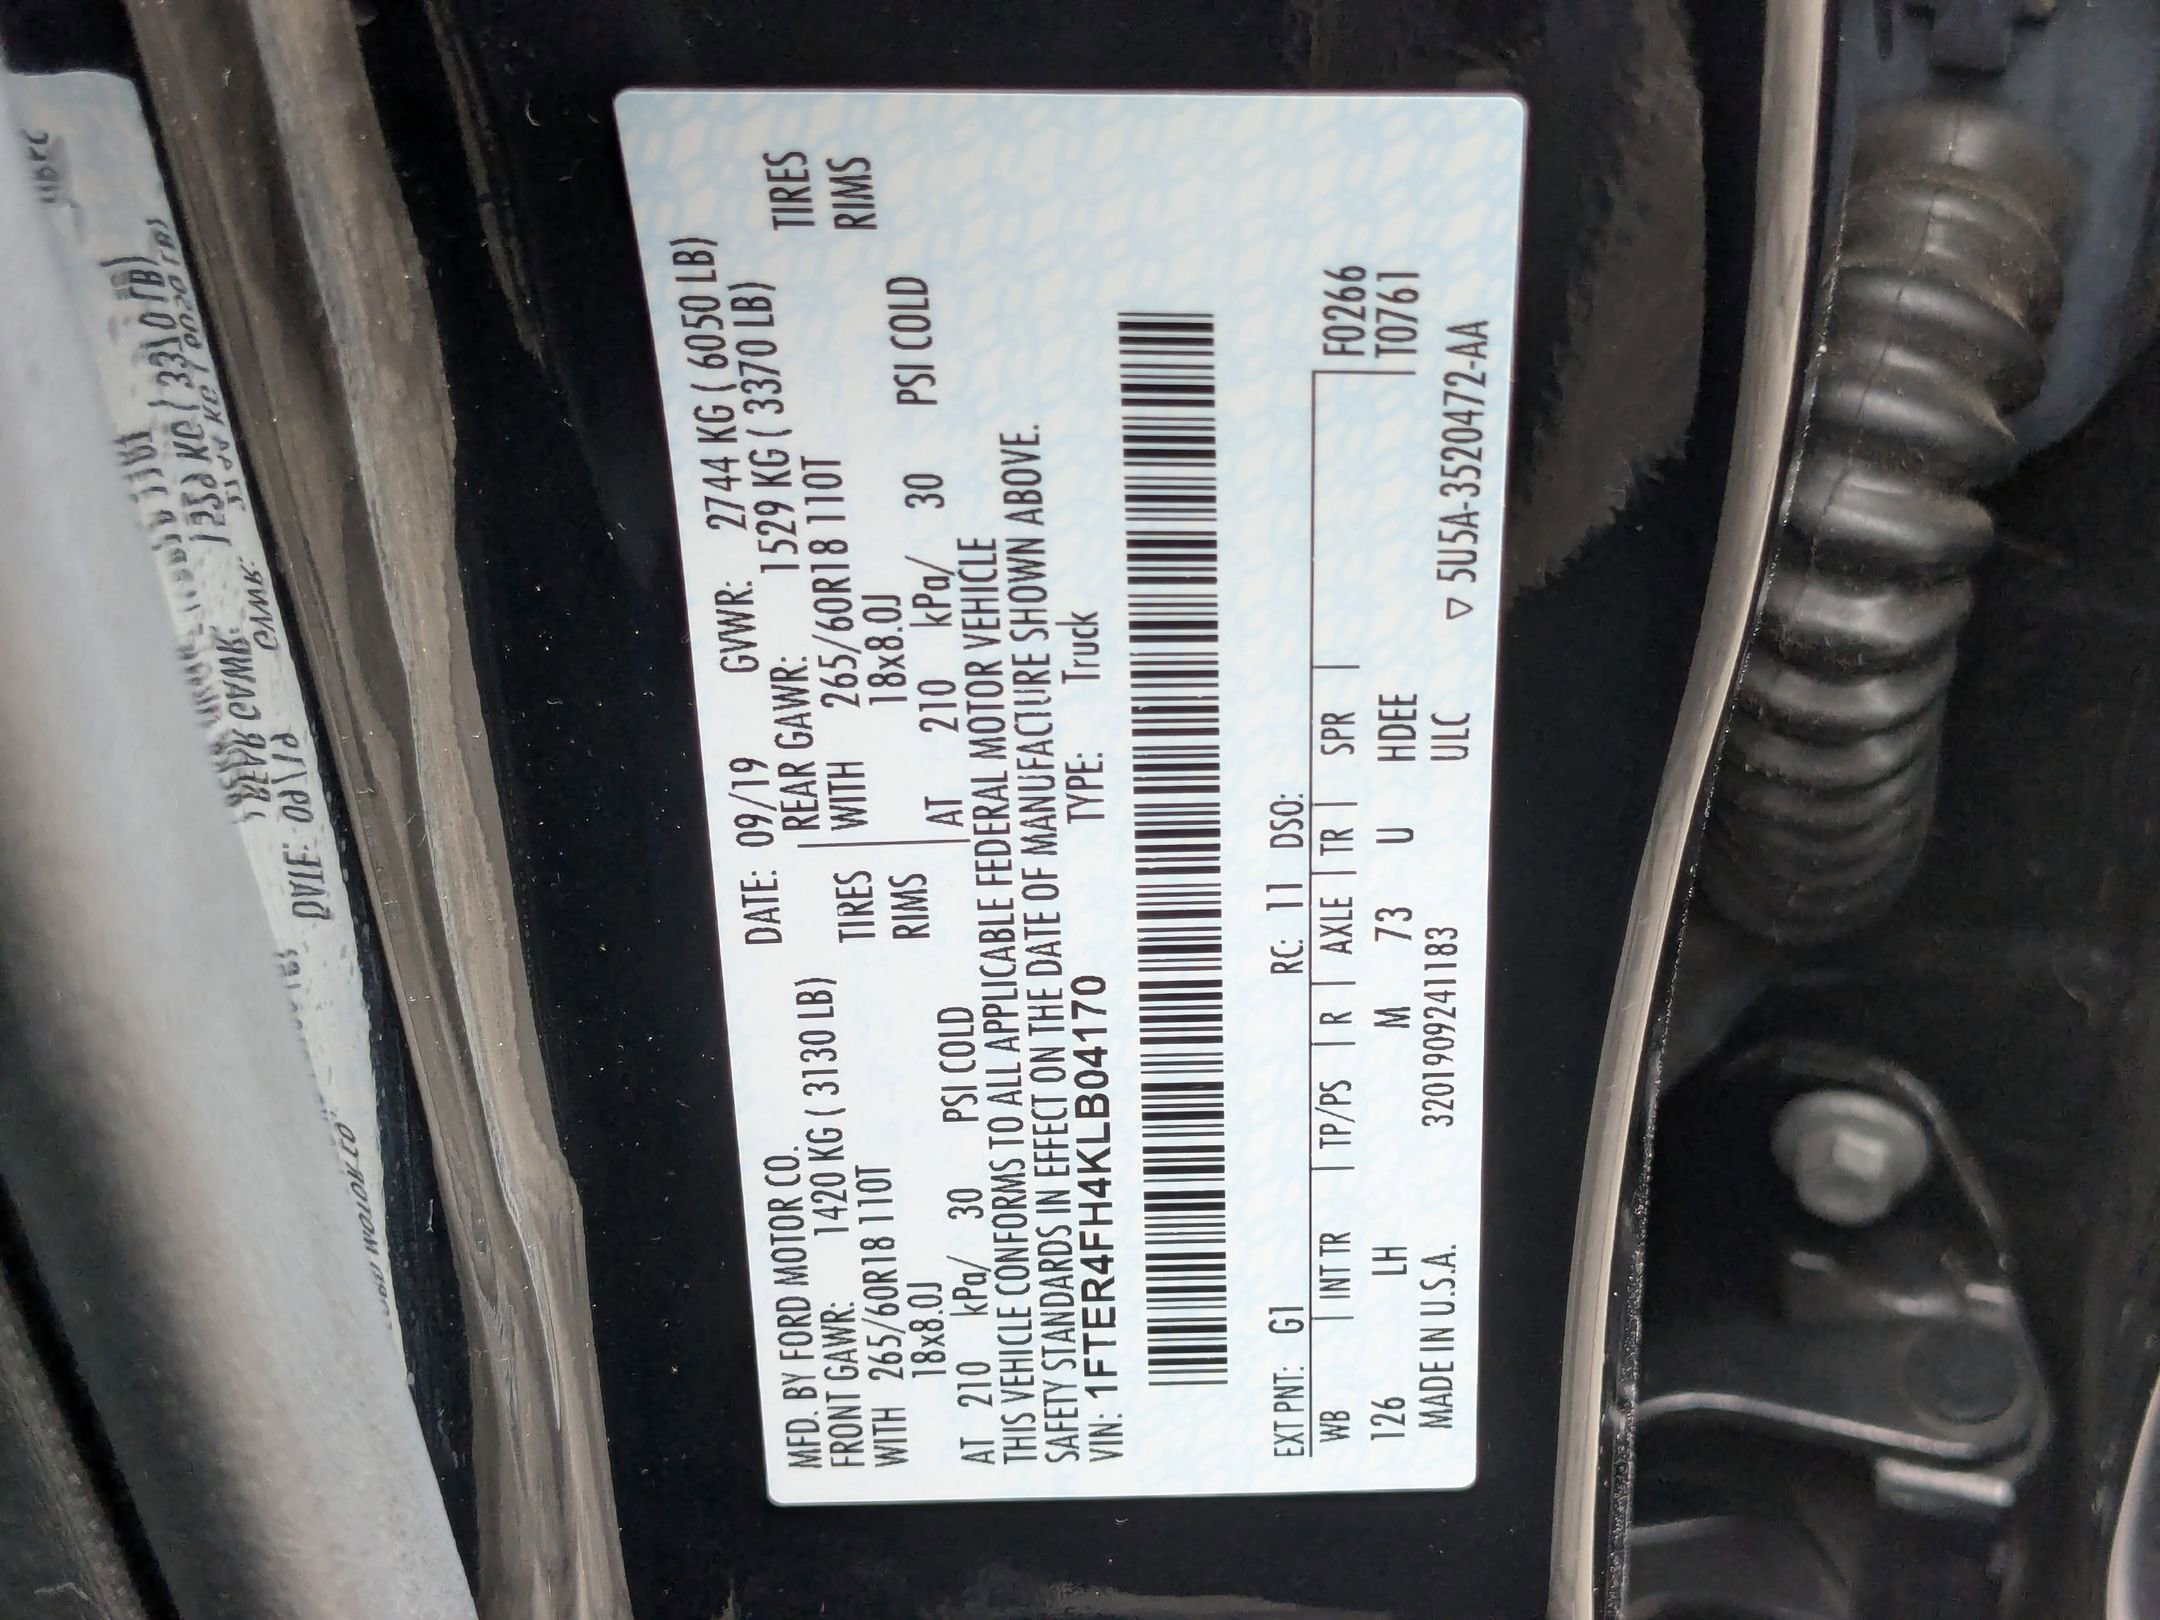 MFD. BY FORD MOTOR CO. DATE: 09/19 GVWR: 2744 KG ( 6050 LB)
FRONT GAWR: 1420 KG ( 3130 LB) REAR GAWR: 1529 KG ( 3370 LB)
WITH 265/60R18 110T TIRES WITH 265/60R18 110T TIRES
18x8.0J RIMS 18x8.0J RIMS
AT 210 kPa/ 30 PSI COLD AT 210 kPa/ 30 PSI COLD
THIS VEHICLE CONFORMS TO ALL APPLICABLE FEDERAL MOTOR VEHICLE
SAFETY STANDARDS IN EFFECT ON THE DATE OF MANUFACTURE SHOWN ABOVE.
VIN: 1FTER4FH4KLB04170 TYPE: Truck
EXT PNT: G1 RC: 11 DSO:
WB | INT TR | TP/PS | R | AXLE | TR | SPR | F0266
126 LH M 73 U HDEE T0761
MADE IN U.S.A. 3201909241183 ULC ▽ 5U5A-3520472-AA